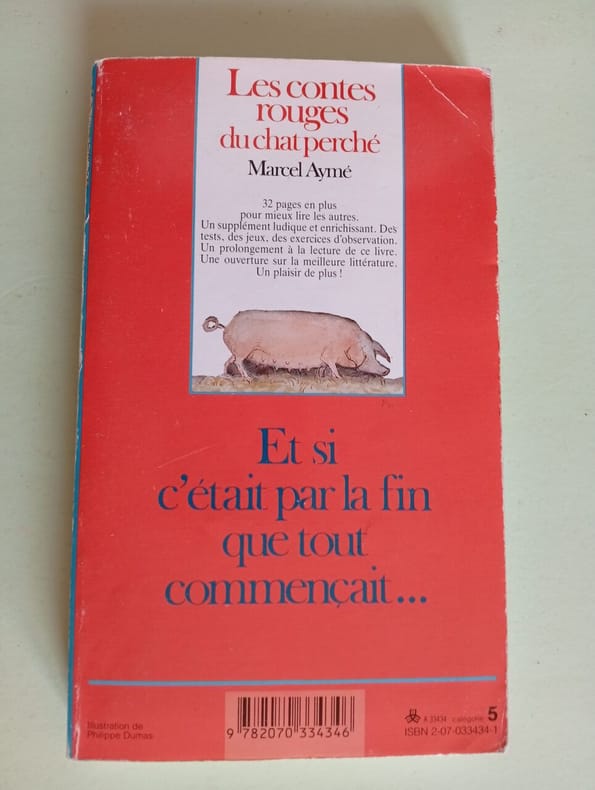 Les contes
rouges
du chat perché
Marcel Aymé
32 pages en plus
pour mieux lire les autres.
Un supplément ludique et enrichissant. Des
tests, des jeux, des exercices d'observation.
Un prolongement à la lecture de ce livre.
Une ouverture sur la meilleure littérature.
Un plaisir de plus !
Et si
c'était par la fin
que tout
commençait...
Illustration de
Philippe Dumas
9 782070 334346
A 33434 catégorie 5
ISBN 2-07-033434-1